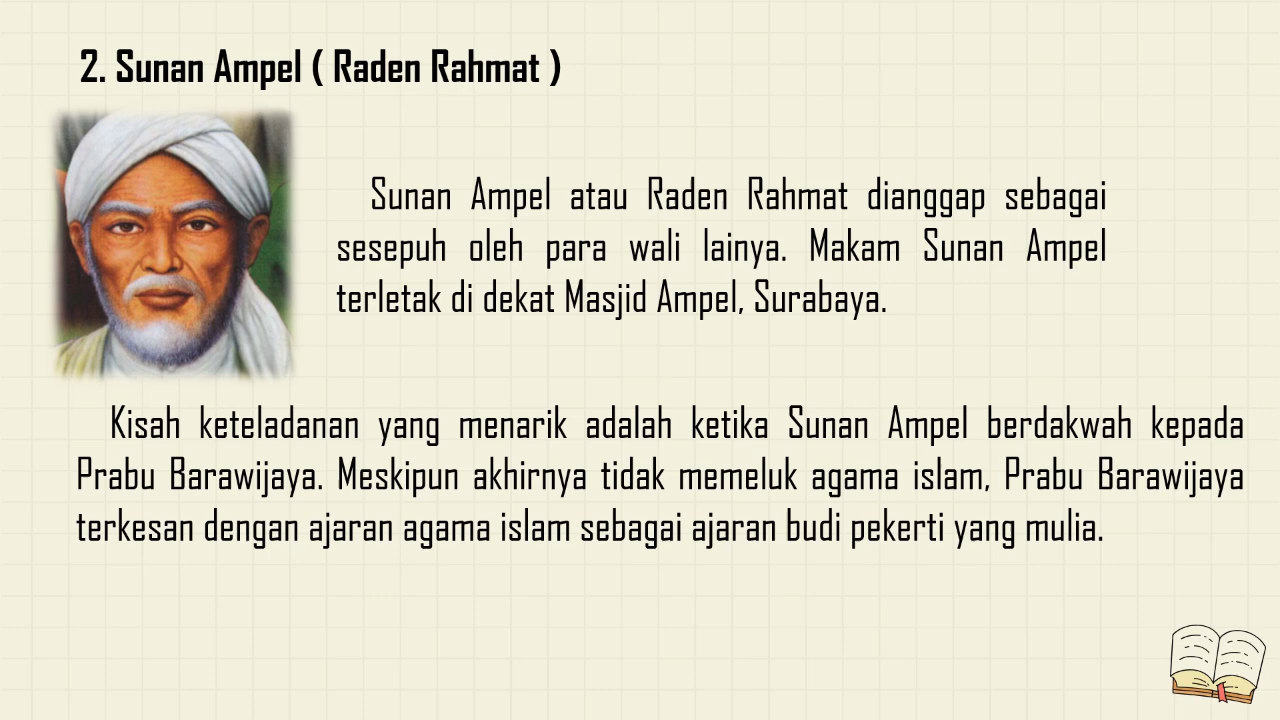 2. Sunan Ampel ( Raden Rahmat )
Sunan Ampel atau Raden Rahmat dianggap sebagai
sesepuh oleh para wali lainya. Makam Sunan Ampel
terletak di dekat Masjid Ampel, Surabaya.
Kisah keteladanan yang menarik adalah ketika Sunan Ampel berdakwah kepada
Prabu Barawijaya. Meskipun akhirnya tidak memeluk agama islam, Prabu Barawijaya
terkesan dengan ajaran agama islam sebagai ajaran budi pekerti yang mulia.